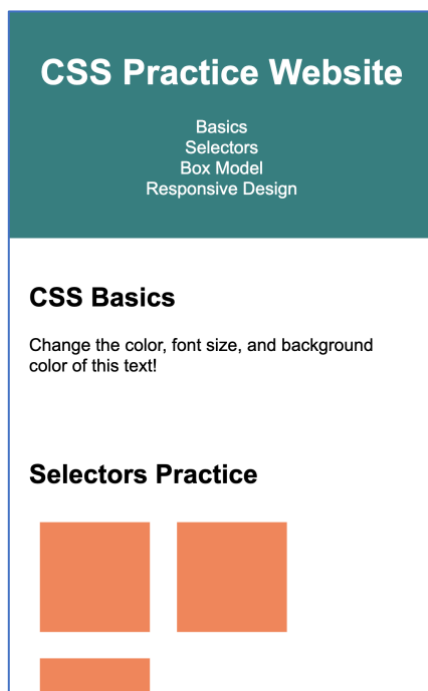 CSS Practice Website
Basics
Selectors
Box Model
Responsive Design
CSS Basics
Change the color, font size, and background
color of this text!
Selectors Practice